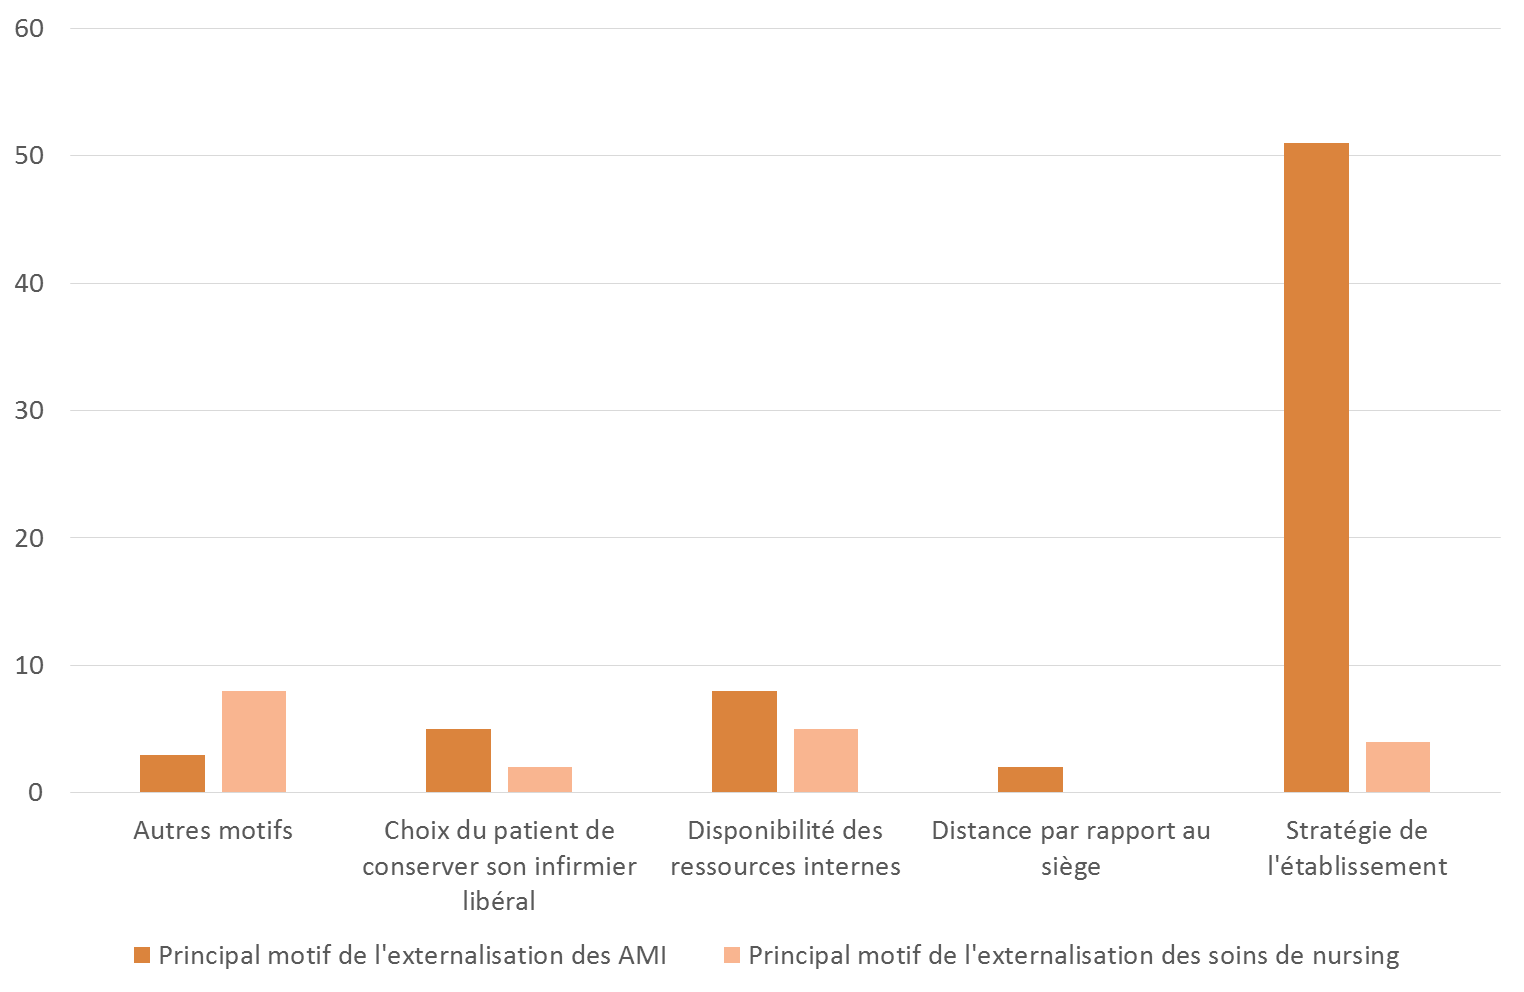 60
50
40
30
20
10
0
Autres motifs
Choix du patient de
conserver son infirmier
libéral
Disponibilité des
ressources internes
Distance par rapport au
siège
Stratégie de
l'établissement
Principal motif de l'externalisation des AMI
Principal motif de l'externalisation des soins de nursing